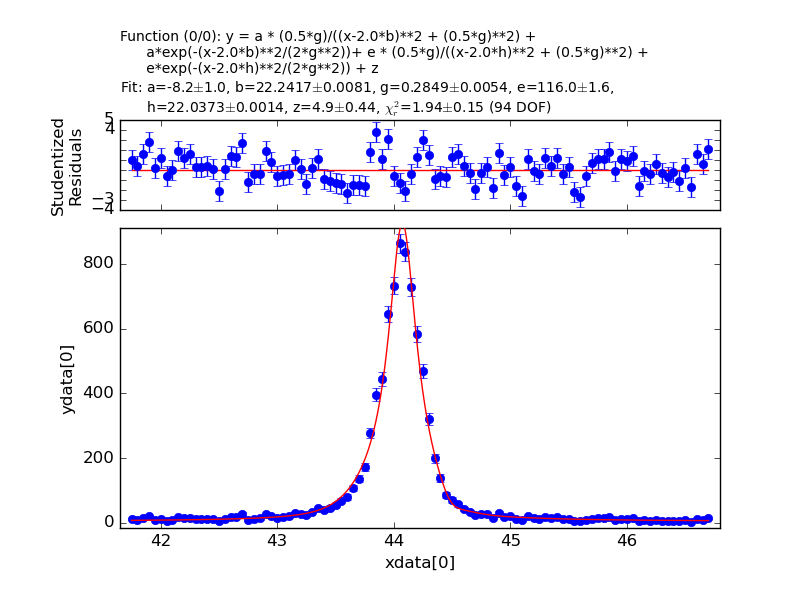 Function (0/0): y = a * (0.5*g)/((x-2.0*b)**2 + (0.5*g)**2) +
a*exp(-(x-2.0*b)**2/(2*g**2))+ e * (0.5*g)/((x-2.0*h)**2 + (0.5*g)**2) +
e*exp(-(x-2.0*h)**2/(2*g**2)) + z
Fit: a=-8.2±1.0, b=22.2417±0.0081, g=0.2849±0.0054, e=116.0±1.6,
h=22.0373±0.0014, z=4.9±0.44, χ²ᵣ=1.94±0.15 (94 DOF)
Studentized
Residuals
5
4
−3
−4
ydata[0]
800
600
400
200
0
42 43 44 45 46
xdata[0]